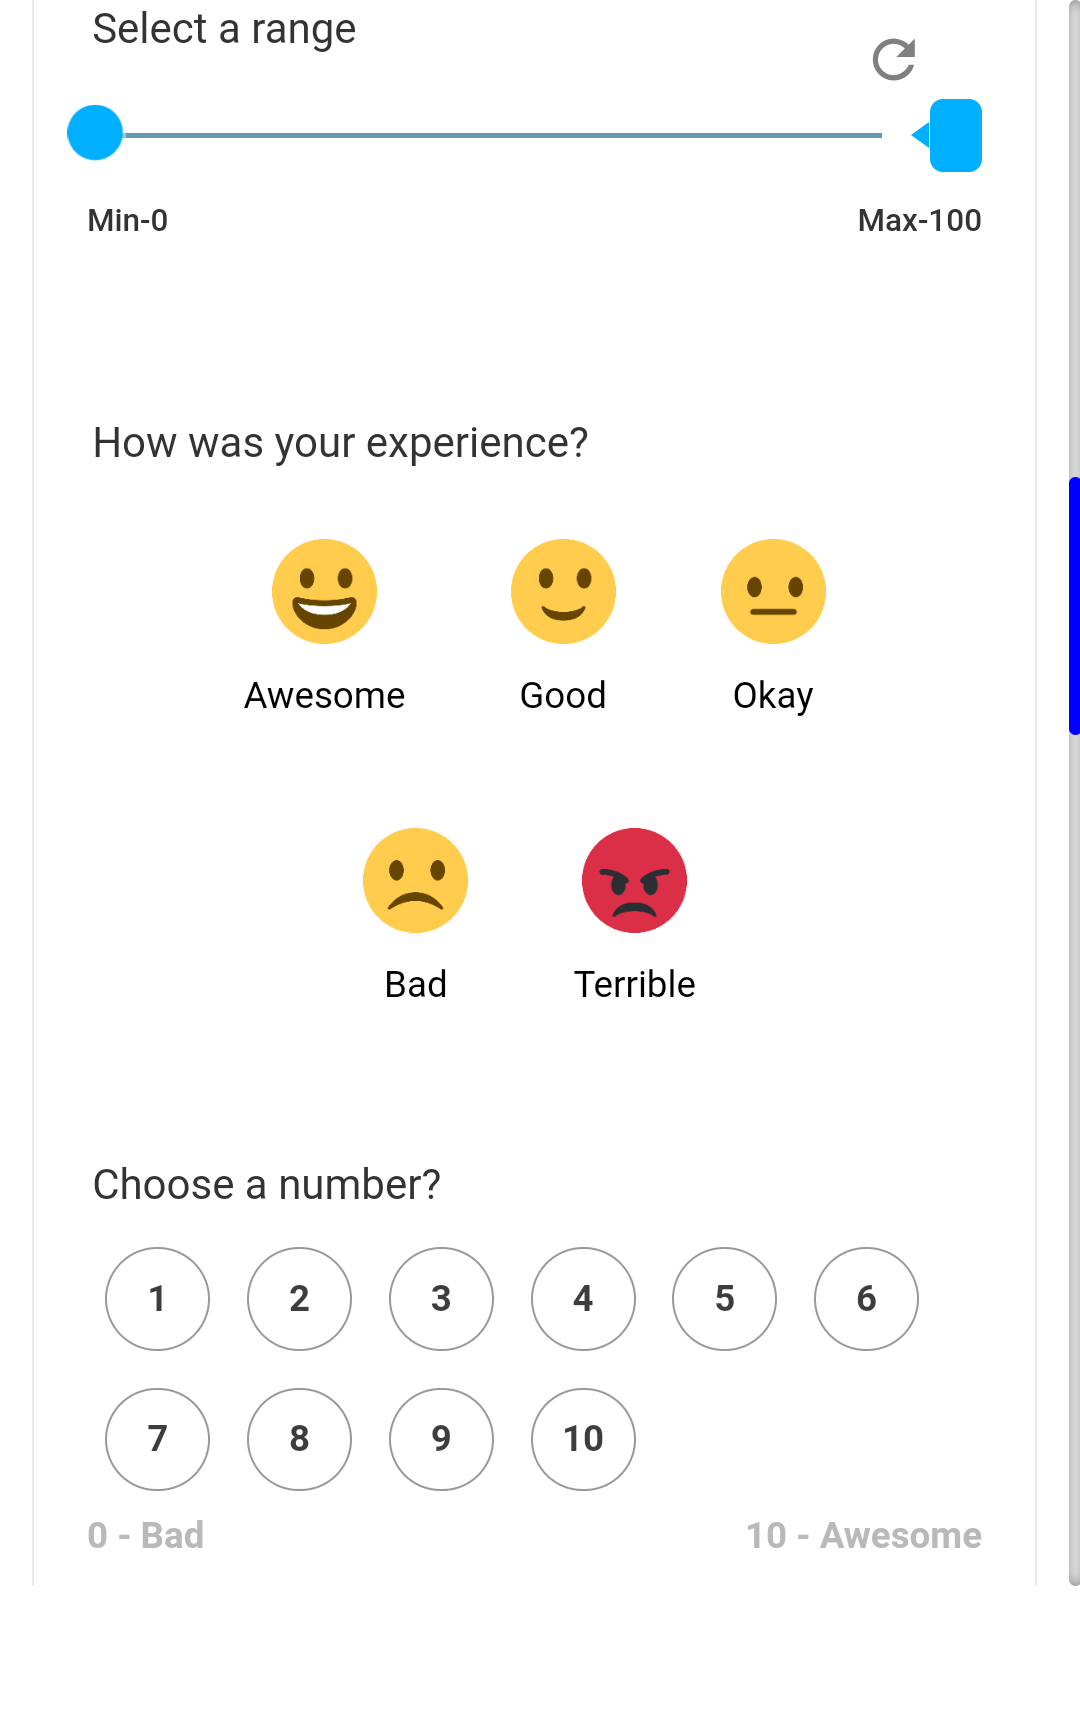 Select a range
Min-0 Max-100
How was your experience?
Awesome Good Okay
Bad Terrible
Choose a number?
1 2 3 4 5 6
7 8 9 10
0 - Bad 10 - Awesome